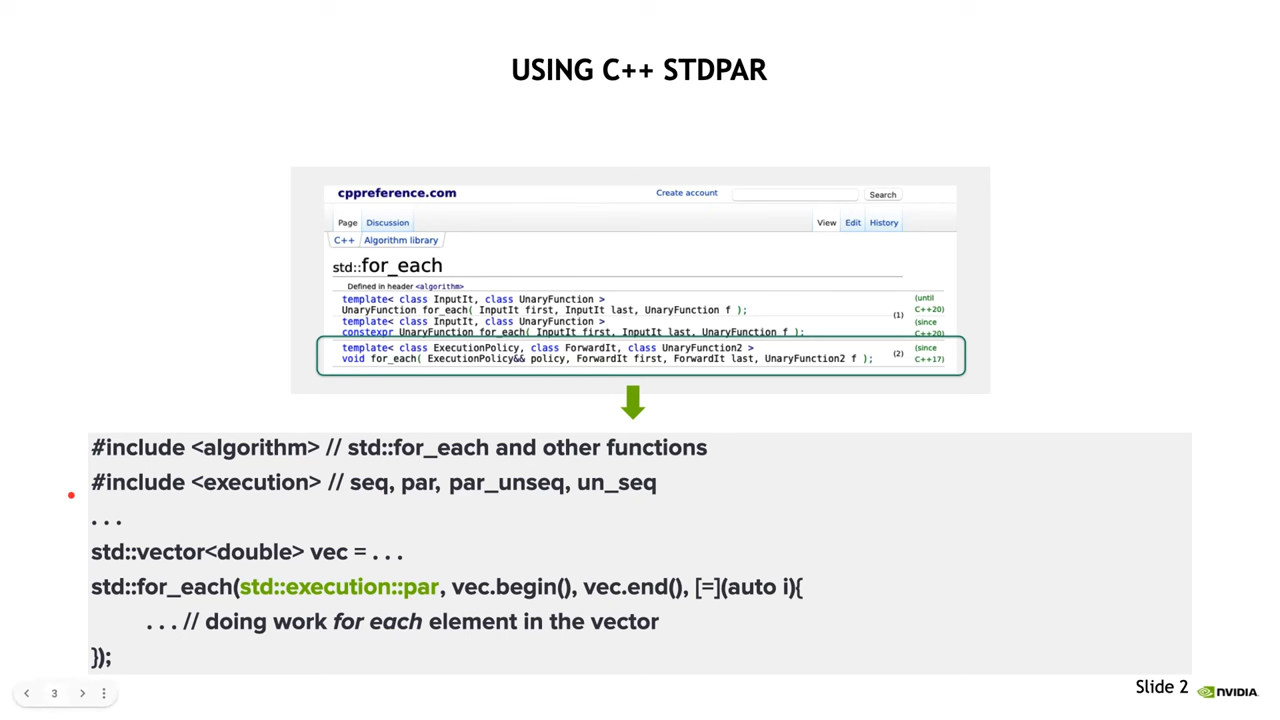 USING C++ STDPAR
cppreference.com
Create account
Search
Page Discussion
View Edit History
C++ Algorithm library
std::for_each
Defined in header <algorithm>
template< class InputIt, class UnaryFunction >
UnaryFunction for_each( InputIt first, InputIt last, UnaryFunction f );
(1)
(until
C++20)
template< class InputIt, class UnaryFunction >
constexpr UnaryFunction for_each( InputIt first, InputIt last, UnaryFunction f );
(since
C++20)
template< class ExecutionPolicy, class ForwardIt, class UnaryFunction2 >
void for_each( ExecutionPolicy&& policy, ForwardIt first, ForwardIt last, UnaryFunction2 f );
(2)
(since
C++17)
#include <algorithm> // std::for_each and other functions
#include <execution> // seq, par, par_unseq, un_seq
. . .
std::vector<double> vec = . . .
std::for_each(std::execution::par, vec.begin(), vec.end(), [=](auto i){
. . . // doing work for each element in the vector
});
3
Slide 2
NVIDIA.